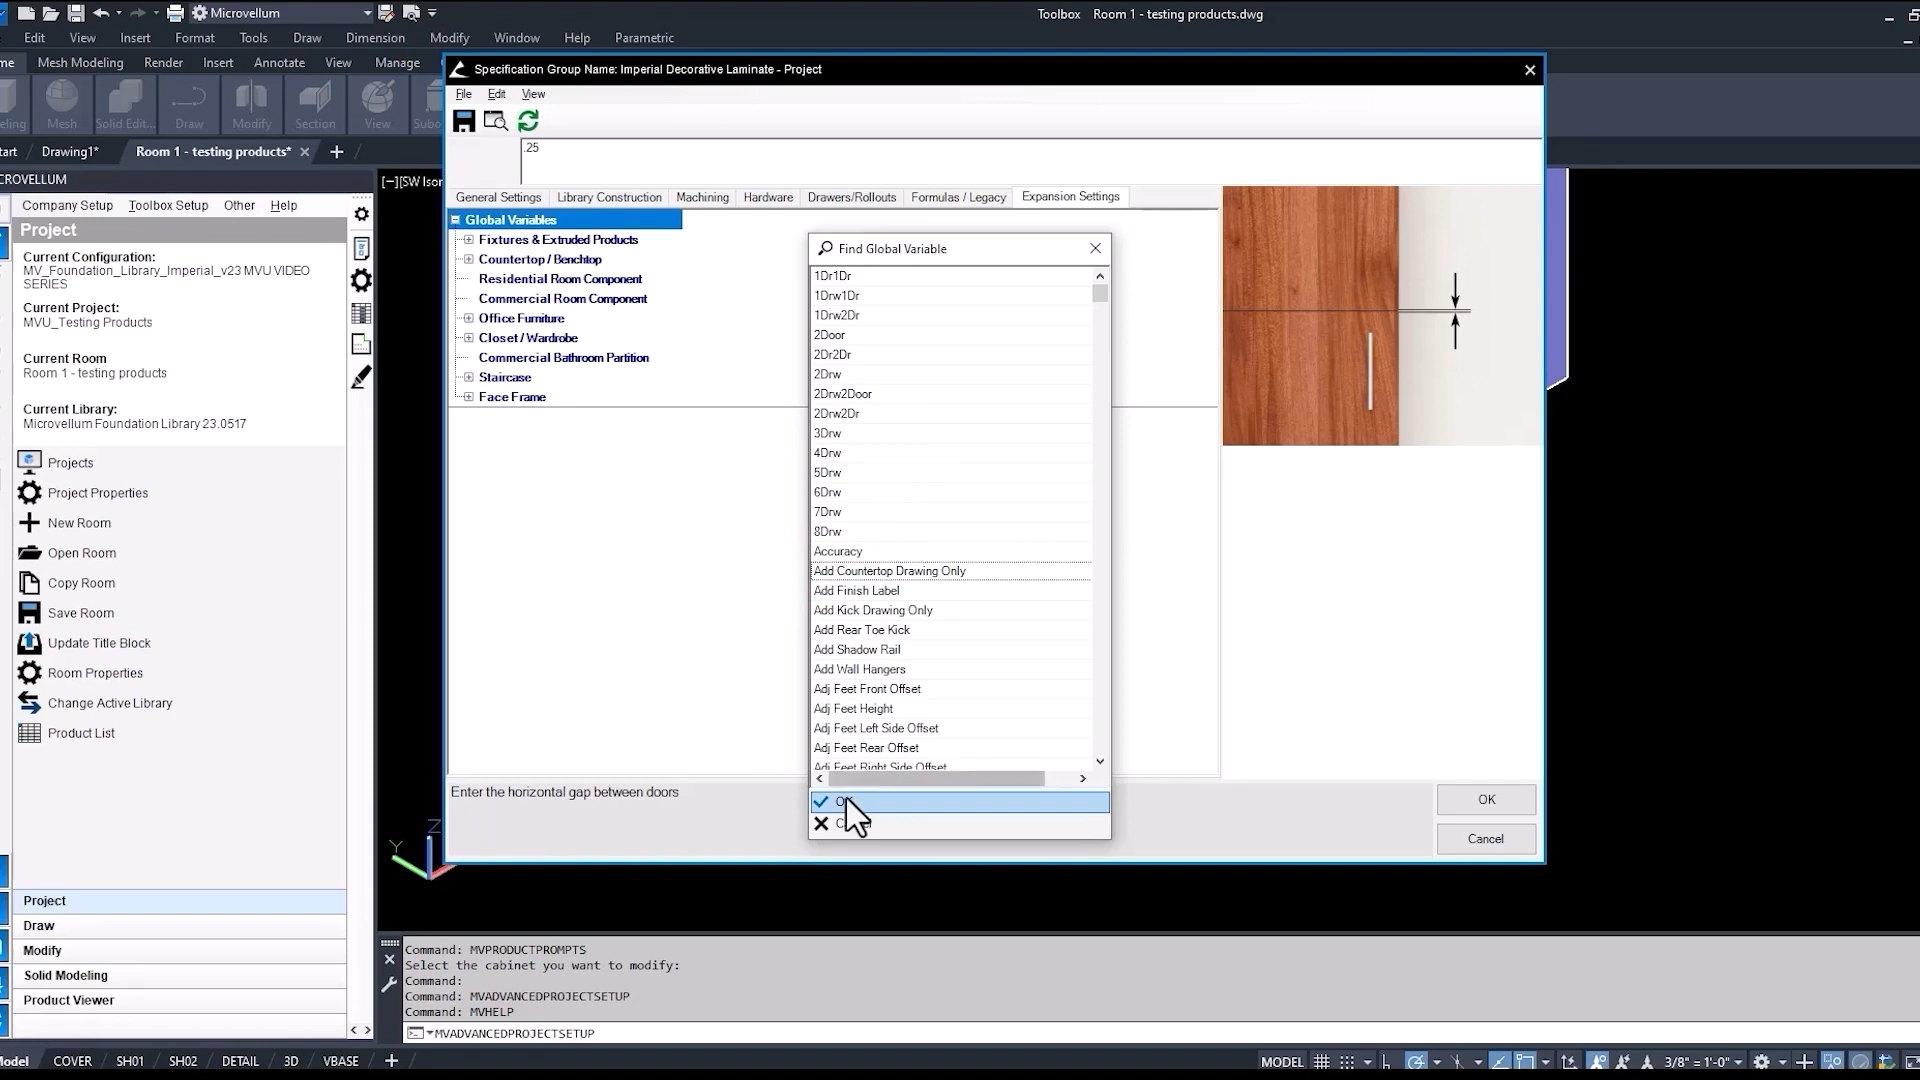 Microvellum
Toolbox Room 1 - testing products.dwg
Edit View Insert Format Tools Draw Dimension Modify Window Help Parametric
me Mesh Modeling Render Insert Annotate View Manage
eling Mesh Solid Edit... Draw Modify Section View Subo
tart Drawing1* Room 1 - testing products*
[−][SW Isor
CROVELLUM
Company Setup Toolbox Setup Other Help
Project
Current Configuration:
MV_Foundation_Library_Imperial_v23 MVU VIDEO
SERIES
Current Project:
MVU_Testing Products
Current Room
Room 1 - testing products
Current Library:
Microvellum Foundation Library 23.0517
Projects
Project Properties
New Room
Open Room
Copy Room
Save Room
Update Title Block
Room Properties
Change Active Library
Product List
Project
Draw
Modify
Solid Modeling
Product Viewer
Specification Group Name: Imperial Decorative Laminate - Project
File Edit View
.25
General Settings Library Construction Machining Hardware Drawers/Rollouts Formulas / Legacy Expansion Settings
Global Variables
Fixtures & Extruded Products
Countertop / Benchtop
Residential Room Component
Commercial Room Component
Office Furniture
Closet / Wardrobe
Commercial Bathroom Partition
Staircase
Face Frame
Find Global Variable
1Dr1Dr
1Drw1Dr
1Drw2Dr
2Door
2Dr2Dr
2Drw
2Drw2Door
2Drw2Dr
3Drw
4Drw
5Drw
6Drw
7Drw
8Drw
Accuracy
Add Countertop Drawing Only
Add Finish Label
Add Kick Drawing Only
Add Rear Toe Kick
Add Shadow Rail
Add Wall Hangers
Adj Feet Front Offset
Adj Feet Height
Adj Feet Left Side Offset
Adj Feet Rear Offset
Adj Feet Right Side Offset
Enter the horizontal gap between doors
OK
Cancel
Z
Y
Command: MVPRODUCTPROMPTS
Select the cabinet you want to modify:
Command:
Command: MVADVANCEDPROJECTSETUP
Command: MVHELP
MVADVANCEDPROJECTSETUP
Model COVER SH01 SH02 DETAIL 3D VBASE
MODEL 3/8" = 1'-0"